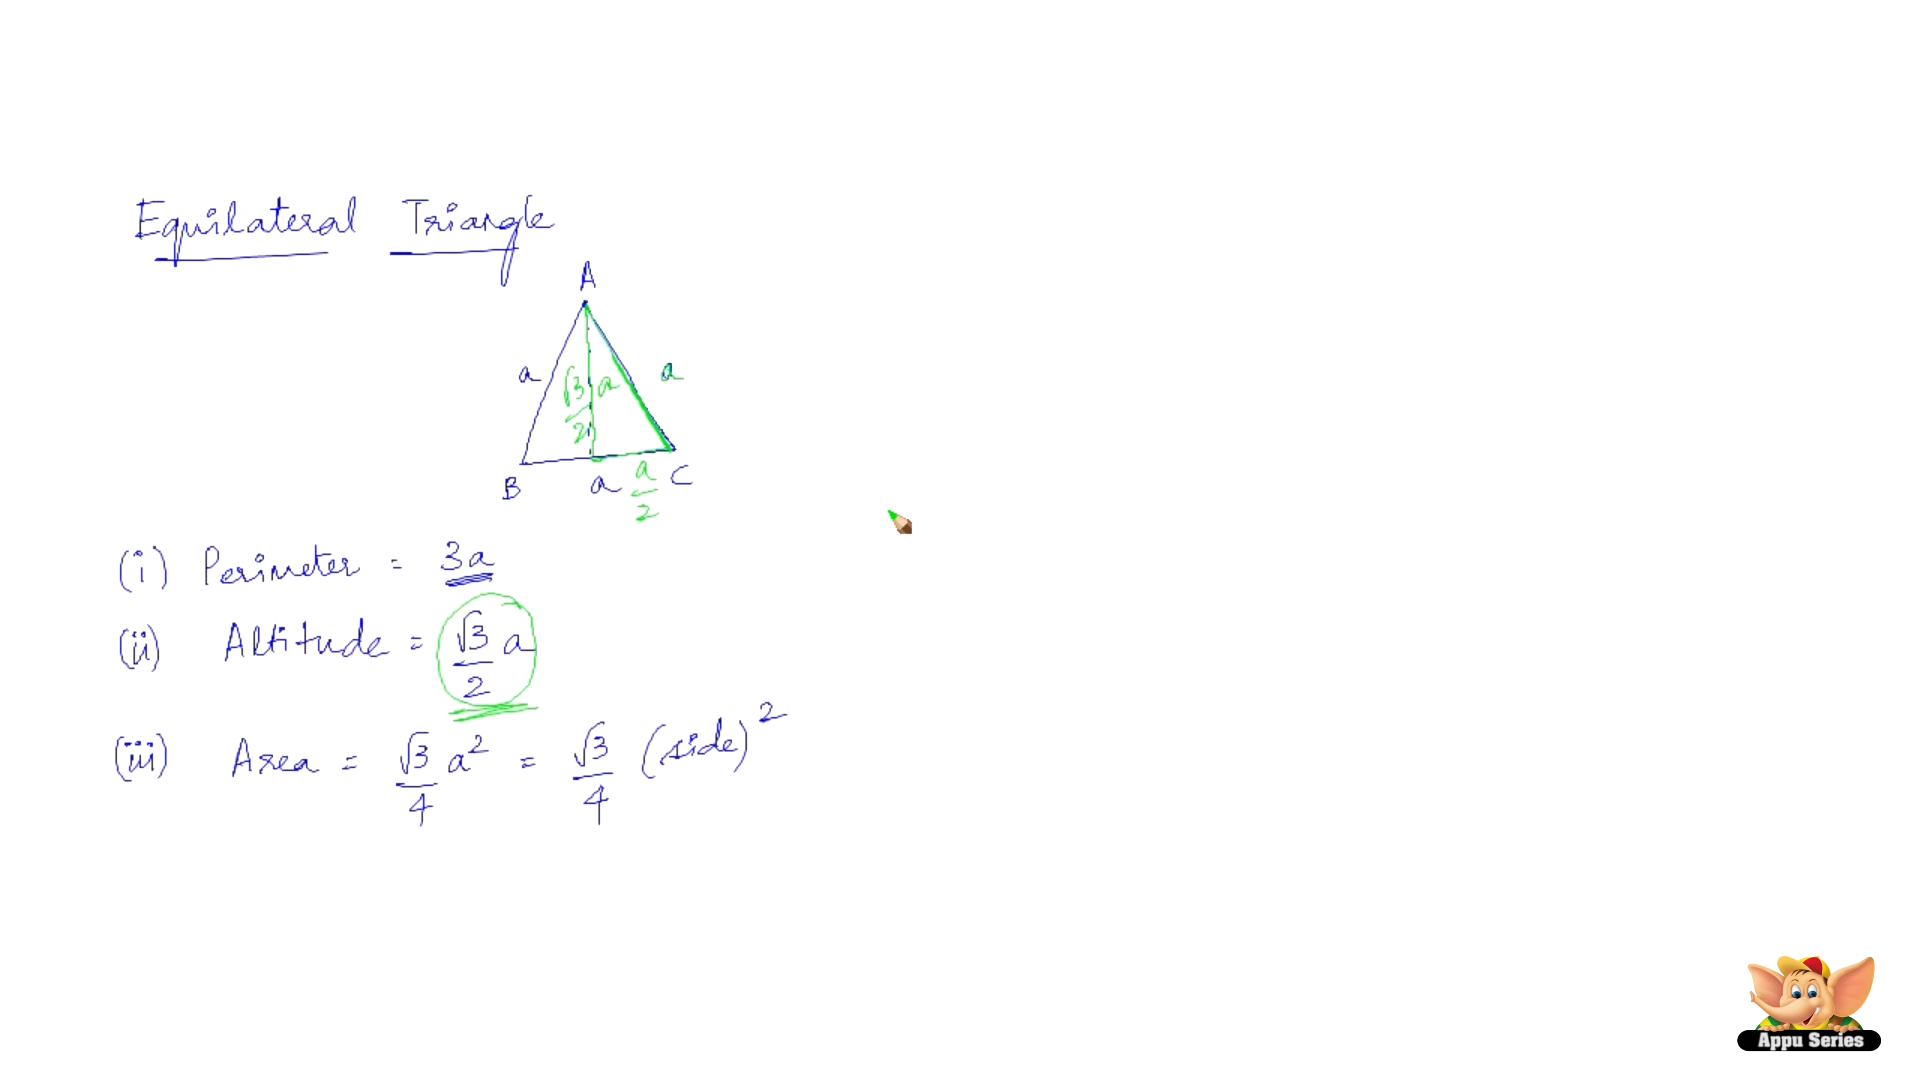 Equilateral Triangle
A
a
√3/2 a
a
B
a
a/2
C
(i) Perimeter = 3a
(ii) Altitude = √3/2 a
(iii) Area = √3/4 a² = √3/4 (side)²
Appu Series